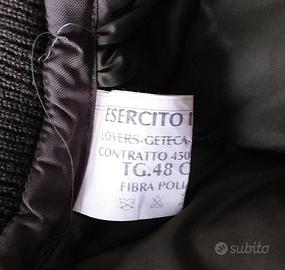 ESERCITO I
LOVERS-GETECA-
CONTRATTO 450
TG.48 C
FIBRA POLI
subito